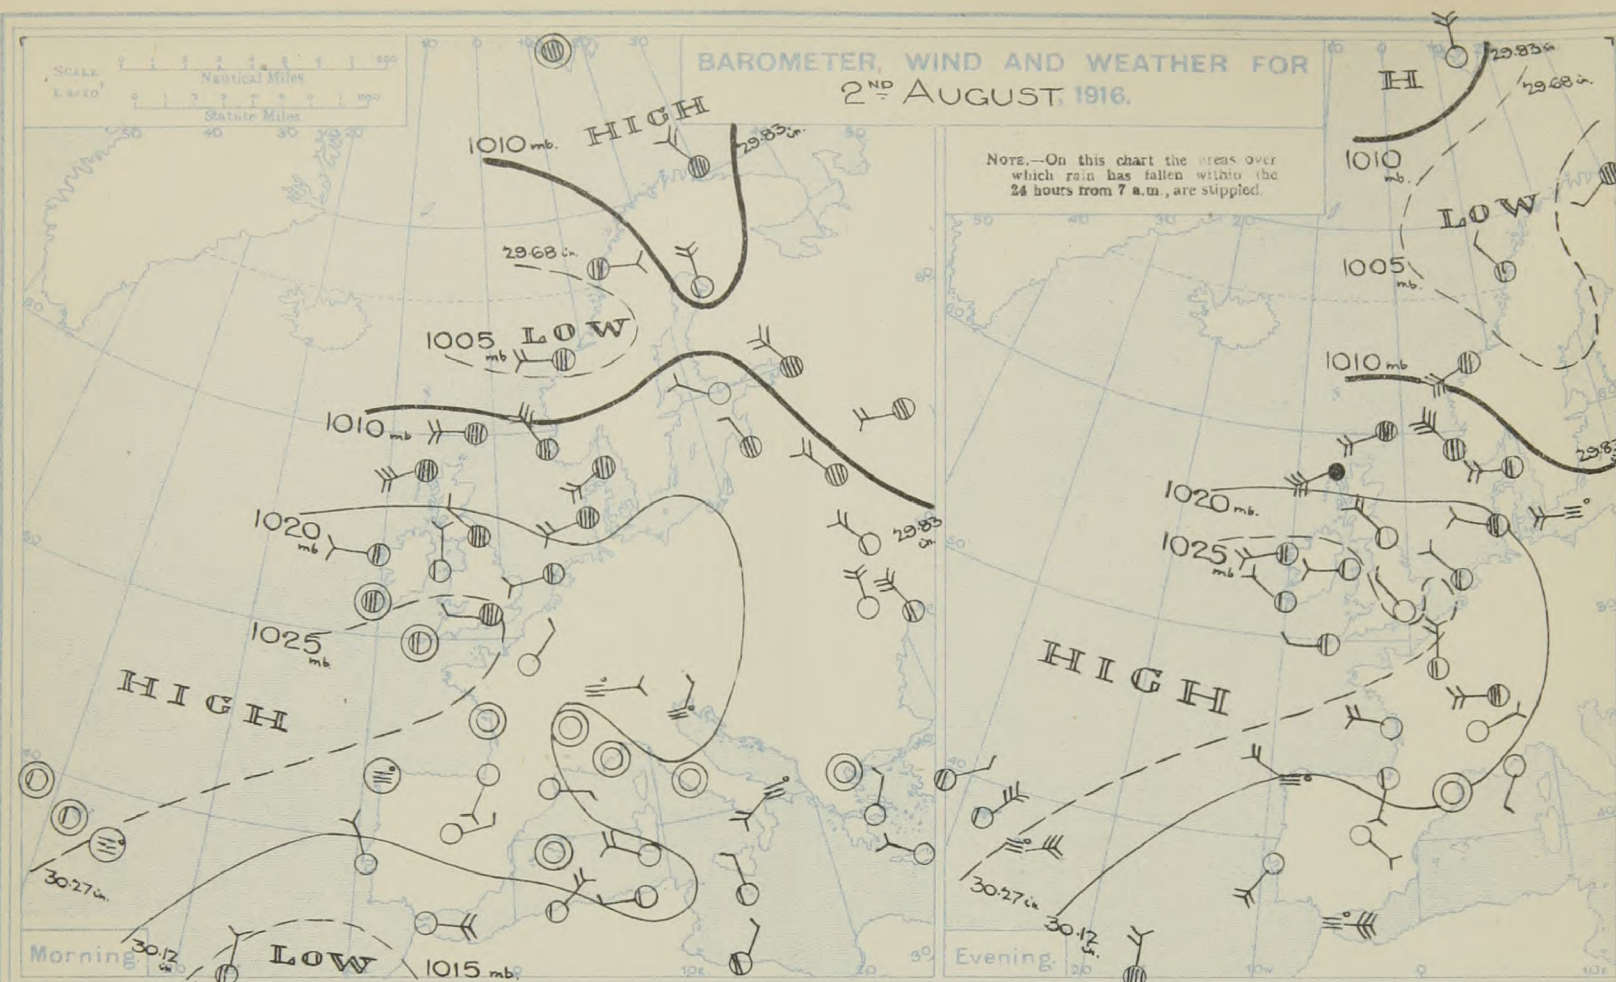 SCALE
Nautical Miles
Statute Miles
BAROMETER, WIND AND WEATHER FOR
2ND AUGUST, 1916.
NOTE.—On this chart the areas over
which rain has fallen within the
24 hours from 7 a.m., are stippled.
HIGH
1010 mb.
29.83 in.
29.68 in.
1005 mb
LOW
1010 mb
1020 mb
29.83 in.
1025 mb.
HIGH
30.27 in.
30.12 in
LOW
1015 mb.
Morning.
H
29.83 in
29.68 in.
1010 mb.
LOW
1005 mb.
1010 mb
29.83
1020 mb.
1025 mb
HIGH
30.27 in
30.12 in.
Evening.